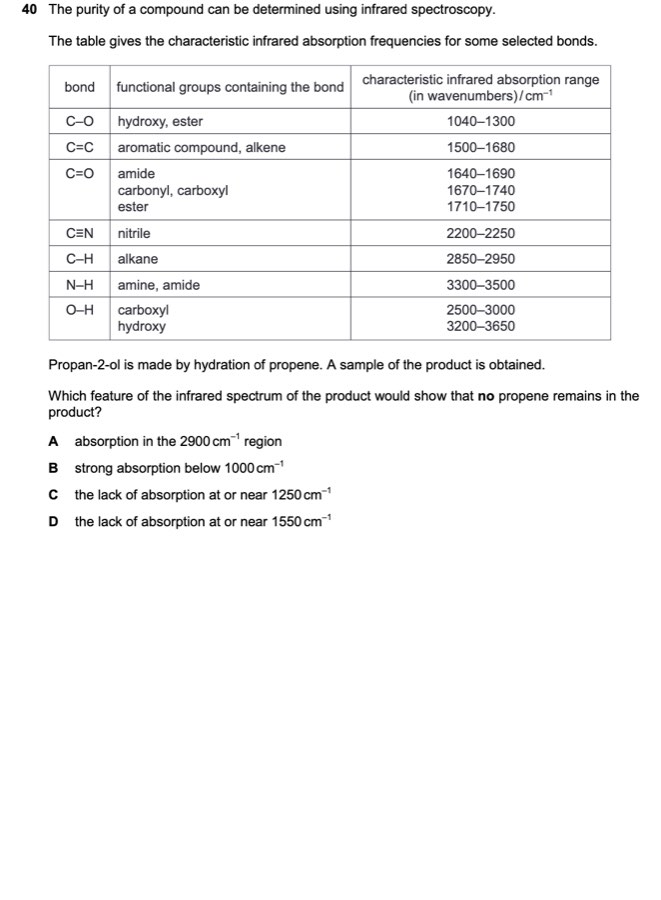 40 The purity of a compound can be determined using infrared spectroscopy.
The table gives the characteristic infrared absorption frequencies for some selected bonds.
bond functional groups containing the bond characteristic infrared absorption range (in wavenumbers)/cm⁻¹
C–O hydroxy, ester 1040–1300
C=C aromatic compound, alkene 1500–1680
C=O amide 1640–1690
carbonyl, carboxyl 1670–1740
ester 1710–1750
C≡N nitrile 2200–2250
C–H alkane 2850–2950
N–H amine, amide 3300–3500
O–H carboxyl 2500–3000
hydroxy 3200–3650
Propan-2-ol is made by hydration of propene. A sample of the product is obtained.
Which feature of the infrared spectrum of the product would show that no propene remains in the
product?
A absorption in the 2900 cm⁻¹ region
B strong absorption below 1000 cm⁻¹
C the lack of absorption at or near 1250 cm⁻¹
D the lack of absorption at or near 1550 cm⁻¹